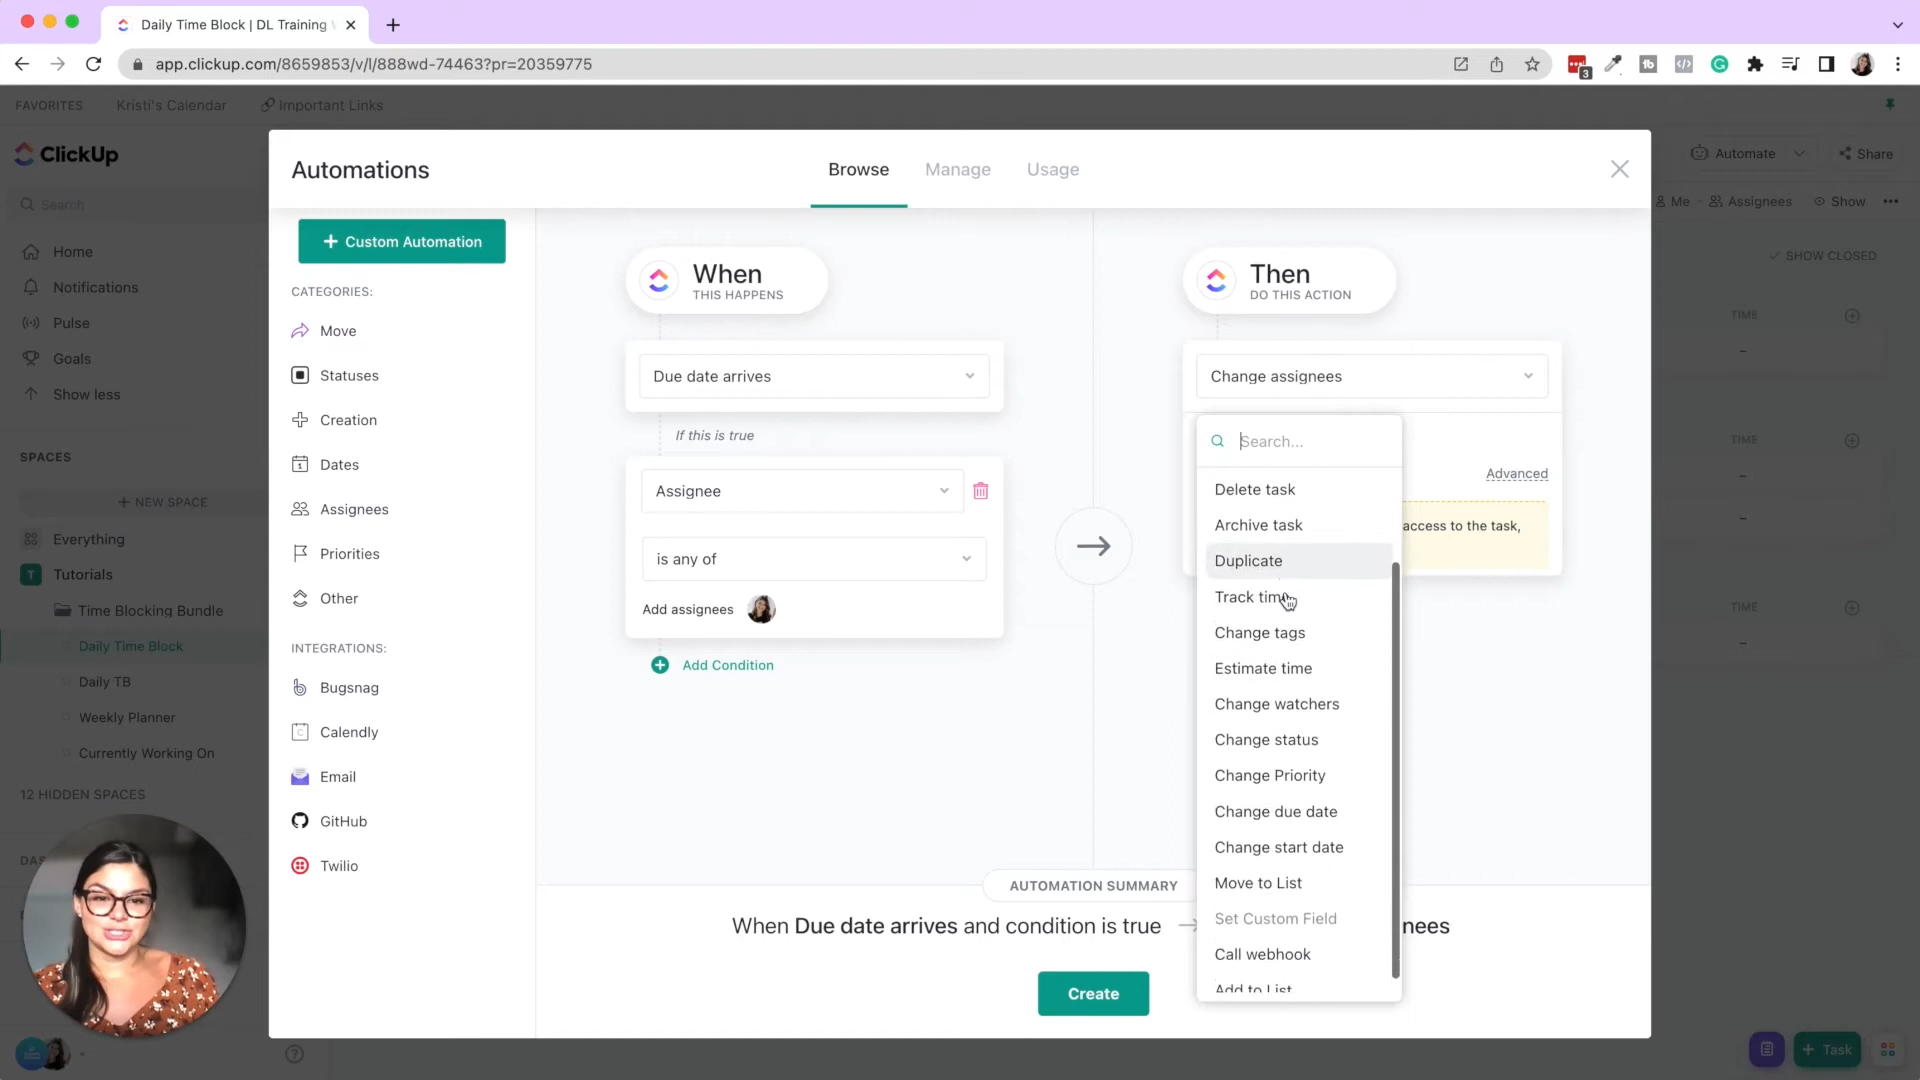 Daily Time Block | DL Training
app.clickup.com/8659853/v/l/888wd-74463?pr=20359775
3
FAVORITES
Kristi's Calendar
Important Links
ClickUp
Automate
Share
Search
Me
Assignees
Show
Home
Notifications
Pulse
Goals
Show less
SPACES
+ NEW SPACE
Everything
T Tutorials
Time Blocking Bundle
Daily Time Block
Daily TB
Weekly Planner
Currently Working On
12 HIDDEN SPACES
SHOW CLOSED
TIME
–
TIME
–
–
TIME
–
Automations
Browse
Manage
Usage
+ Custom Automation
CATEGORIES:
Move
Statuses
Creation
Dates
Assignees
Priorities
Other
INTEGRATIONS:
Bugsnag
Calendly
Email
GitHub
Twilio
When
THIS HAPPENS
Due date arrives
If this is true
Assignee
is any of
Add assignees
Add Condition
Then
DO THIS ACTION
Change assignees
Search...
Advanced
access to the task,
Delete task
Archive task
Duplicate
Track time
Change tags
Estimate time
Change watchers
Change status
Change Priority
Change due date
Change start date
Move to List
Set Custom Field
Call webhook
Add to List
AUTOMATION SUMMARY
When Due date arrives and condition is true → nees
Create
+ Task